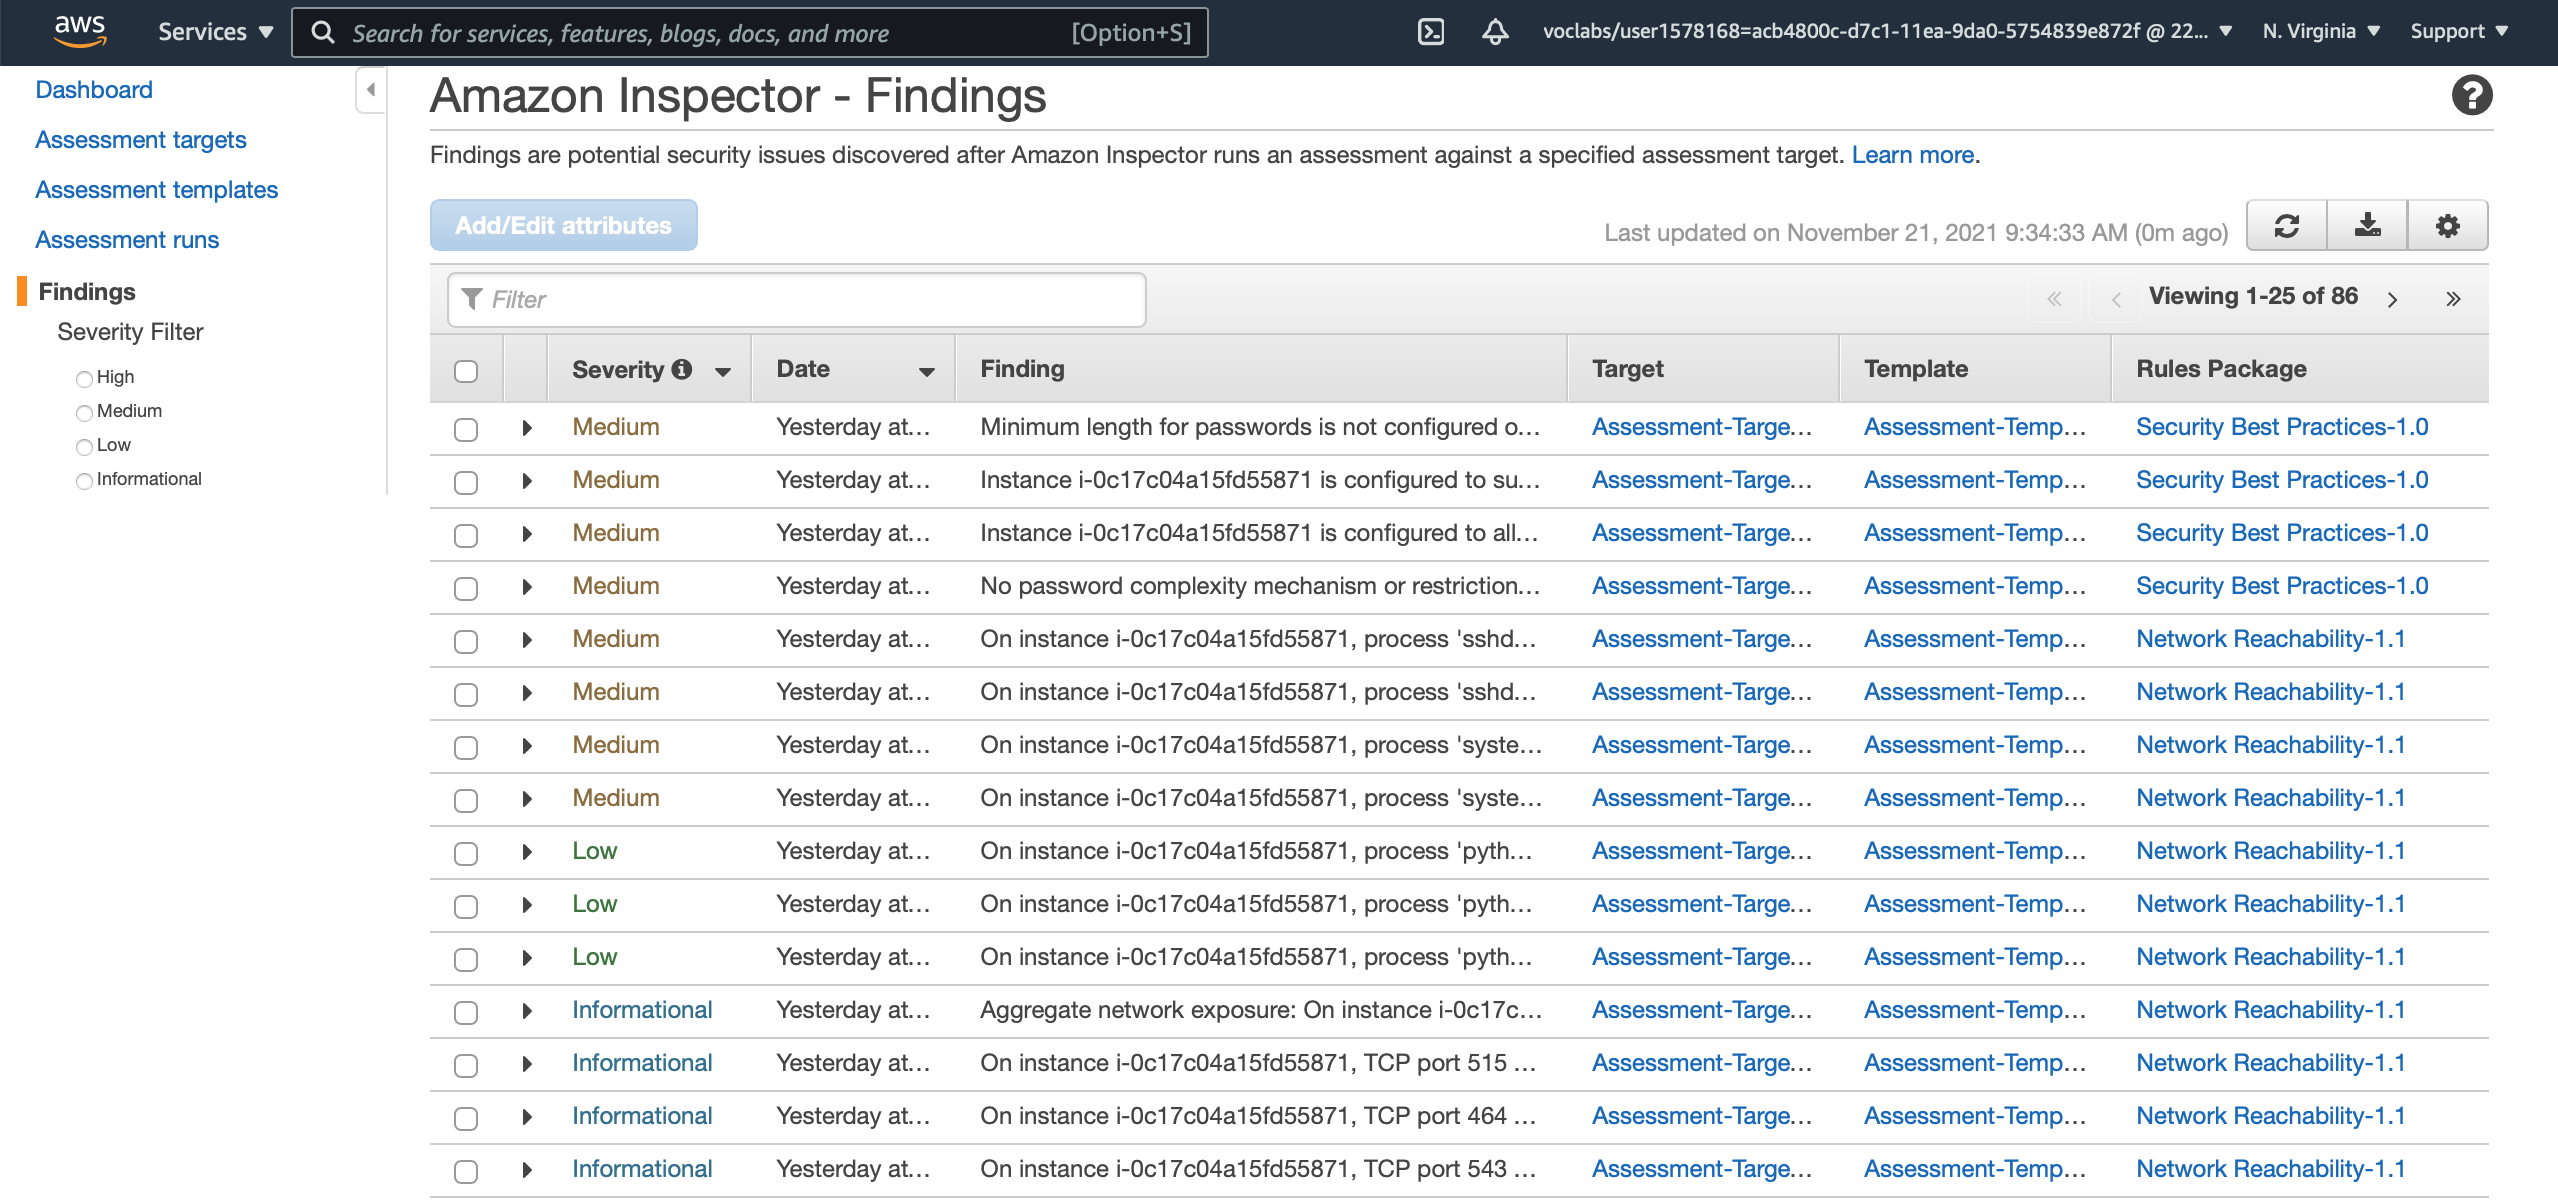 aws Services Search for services, features, blogs, docs, and more [Option+S] voclabs/user1578168=acb4800c-d7c1-11ea-9da0-5754839e872f @ 22... N. Virginia Support
Dashboard
Assessment targets
Assessment templates
Assessment runs
Findings
Severity Filter
High
Medium
Low
Informational
Amazon Inspector - Findings
Findings are potential security issues discovered after Amazon Inspector runs an assessment against a specified assessment target. Learn more.
Add/Edit attributes Last updated on November 21, 2021 9:34:33 AM (0m ago)
Filter Viewing 1-25 of 86
Severity Date Finding Target Template Rules Package
Medium Yesterday at... Minimum length for passwords is not configured o... Assessment-Targe... Assessment-Temp... Security Best Practices-1.0
Medium Yesterday at... Instance i-0c17c04a15fd55871 is configured to su... Assessment-Targe... Assessment-Temp... Security Best Practices-1.0
Medium Yesterday at... Instance i-0c17c04a15fd55871 is configured to all... Assessment-Targe... Assessment-Temp... Security Best Practices-1.0
Medium Yesterday at... No password complexity mechanism or restriction... Assessment-Targe... Assessment-Temp... Security Best Practices-1.0
Medium Yesterday at... On instance i-0c17c04a15fd55871, process 'sshd... Assessment-Targe... Assessment-Temp... Network Reachability-1.1
Medium Yesterday at... On instance i-0c17c04a15fd55871, process 'sshd... Assessment-Targe... Assessment-Temp... Network Reachability-1.1
Medium Yesterday at... On instance i-0c17c04a15fd55871, process 'syste... Assessment-Targe... Assessment-Temp... Network Reachability-1.1
Medium Yesterday at... On instance i-0c17c04a15fd55871, process 'syste... Assessment-Targe... Assessment-Temp... Network Reachability-1.1
Low Yesterday at... On instance i-0c17c04a15fd55871, process 'pyth... Assessment-Targe... Assessment-Temp... Network Reachability-1.1
Low Yesterday at... On instance i-0c17c04a15fd55871, process 'pyth... Assessment-Targe... Assessment-Temp... Network Reachability-1.1
Low Yesterday at... On instance i-0c17c04a15fd55871, process 'pyth... Assessment-Targe... Assessment-Temp... Network Reachability-1.1
Informational Yesterday at... Aggregate network exposure: On instance i-0c17c... Assessment-Targe... Assessment-Temp... Network Reachability-1.1
Informational Yesterday at... On instance i-0c17c04a15fd55871, TCP port 515 ... Assessment-Targe... Assessment-Temp... Network Reachability-1.1
Informational Yesterday at... On instance i-0c17c04a15fd55871, TCP port 464 ... Assessment-Targe... Assessment-Temp... Network Reachability-1.1
Informational Yesterday at... On instance i-0c17c04a15fd55871, TCP port 543 ... Assessment-Targe... Assessment-Temp... Network Reachability-1.1